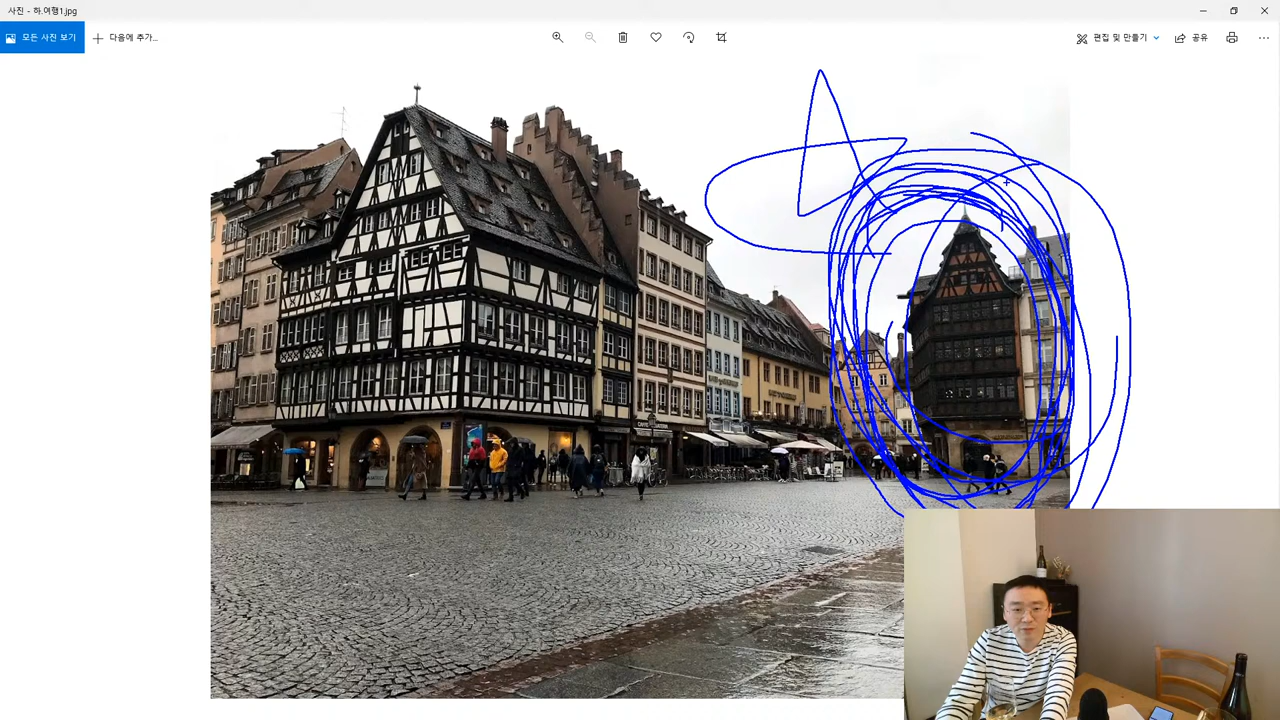 사진 - 하.여행1.jpg
모든 사진 보기
다음에 추가...
편집 및 만들기
공유